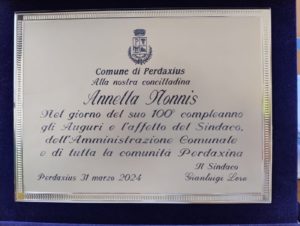 Comune di Perdaxius
Alla nostra concittadina
Annetta Nonnis
Nel giorno del suo 100° compleanno
gli Auguri e l'affetto del Sindaco,
dell'Amministrazione Comunale
e di tutta la comunità Perdaxina
Il Sindaco
Perdaxius 31 marzo 2024 Gianluigi Loru